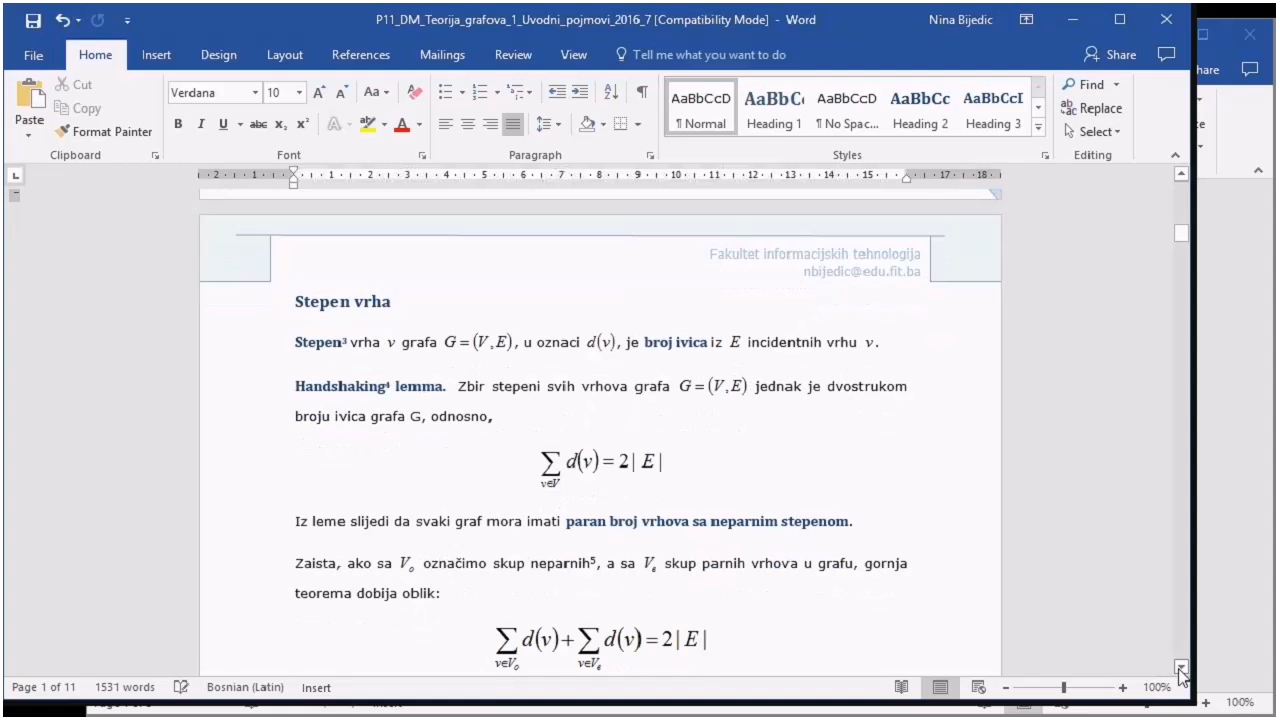 P11_DM_Teorija_grafova_1_Uvodni_pojmovi_2016_7 [Compatibility Mode] - Word
Nina Bijedic
File Home Insert Design Layout References Mailings Review View Tell me what you want to do Share
hare
Paste
Cut
Copy
Format Painter
Clipboard
Verdana 10
Font
Paragraph
AaBbCcD AaBbC AaBbCcD AaBbCc AaBbCcI
¶ Normal Heading 1 ¶ No Spac... Heading 2 Heading 3
Styles
Find
Replace
Select
Editing
Fakultet informacijskih tehnologija
nbijedic@edu.fit.ba
Stepen vrha
Stepen³ vrha v grafa G = (V, E), u oznaci d(v), je broj ivica iz E incidentnih vrhu v.
Handshaking⁴ lemma. Zbir stepeni svih vrhova grafa G = (V, E) jednak je dvostrukom
broju ivica grafa G, odnosno,
∑_{v∈V} d(v) = 2 | E |
Iz leme slijedi da svaki graf mora imati paran broj vrhova sa neparnim stepenom.
Zaista, ako sa V_o označimo skup neparnih⁵, a sa V_e skup parnih vrhova u grafu, gornja
teorema dobija oblik:
∑_{v∈V_o} d(v) + ∑_{v∈V_e} d(v) = 2 | E |
Page 1 of 11 1531 words Bosnian (Latin) Insert 100%
100%